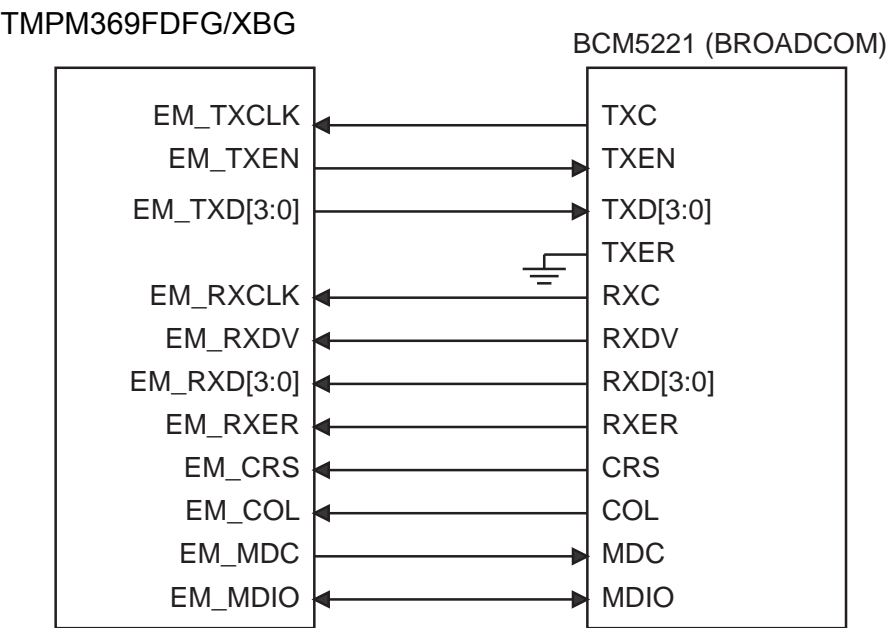 TMPM369FDFG/XBG
BCM5221 (BROADCOM)
EM_TXCLK TXC
EM_TXEN TXEN
EM_TXD[3:0] TXD[3:0]
TXER
EM_RXCLK RXC
EM_RXDV RXDV
EM_RXD[3:0] RXD[3:0]
EM_RXER RXER
EM_CRS CRS
EM_COL COL
EM_MDC MDC
EM_MDIO MDIO